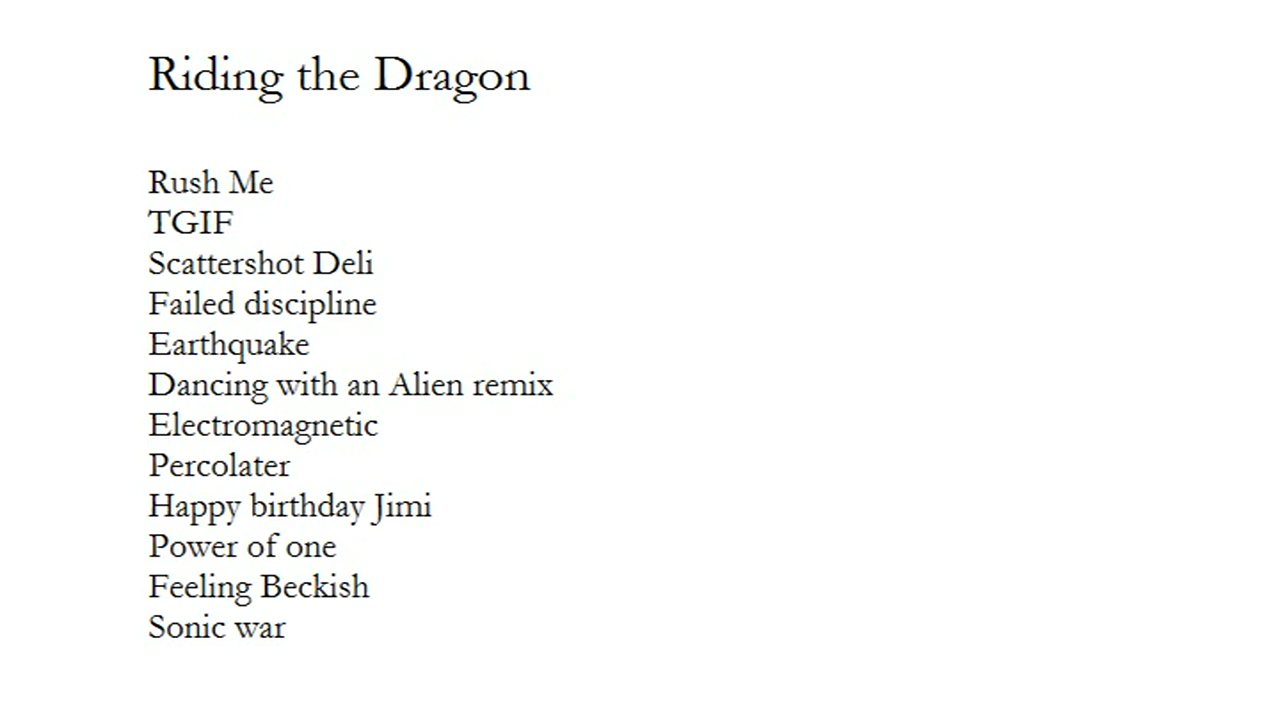 Riding the Dragon
Rush Me
TGIF
Scattershot Deli
Failed discipline
Earthquake
Dancing with an Alien remix
Electromagnetic
Percolater
Happy birthday Jimi
Power of one
Feeling Beckish
Sonic war